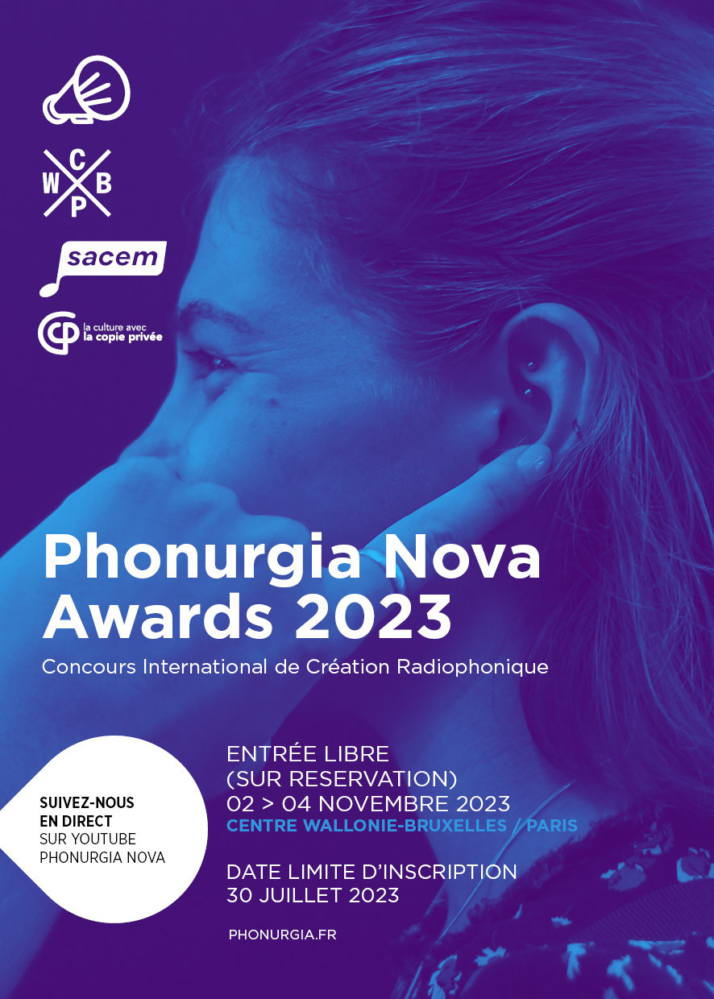 C
W B
P
sacem
CP
la culture avec
la copie privée
Phonurgia Nova
Awards 2023
Concours International de Création Radiophonique
SUIVEZ-NOUS
EN DIRECT
SUR YOUTUBE
PHONURGIA NOVA
ENTRÉE LIBRE
(SUR RESERVATION)
02 > 04 NOVEMBRE 2023
CENTRE WALLONIE-BRUXELLES / PARIS
DATE LIMITE D’INSCRIPTION
30 JUILLET 2023
PHONURGIA.FR